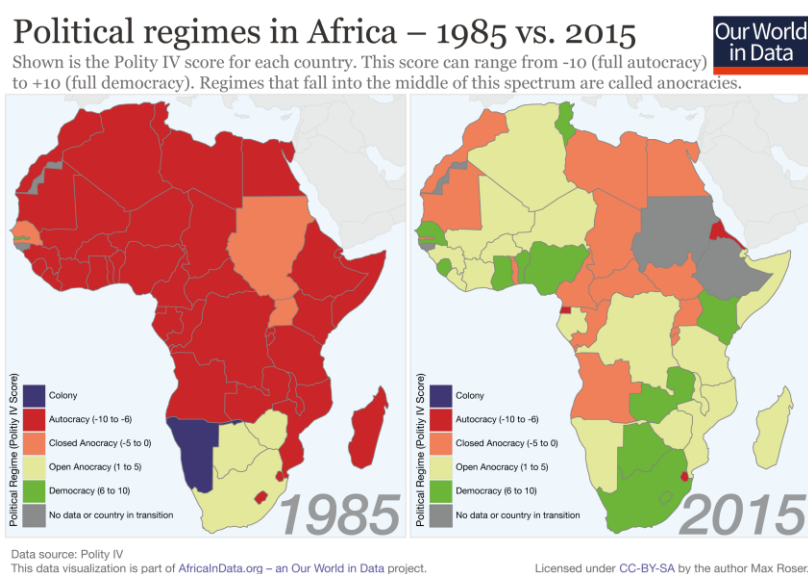 Political regimes in Africa – 1985 vs. 2015
Our World
in Data
Shown is the Polity IV score for each country. This score can range from -10 (full autocracy)
to +10 (full democracy). Regimes that fall into the middle of this spectrum are called anocracies.
Political Regime (Politiy IV Score)
Colony
Autocracy (-10 to -6)
Closed Anocracy (-5 to 0)
Open Anocracy (1 to 5)
Democracy (6 to 10)
No data or country in transition
1985
Political Regime (Politiy IV Score)
Colony
Autocracy (-10 to -6)
Closed Anocracy (-5 to 0)
Open Anocracy (1 to 5)
Democracy (6 to 10)
No data or country in transition
2015
Data source: Polity IV
This data visualization is part of AfricaInData.org – an Our World in Data project.
Licensed under CC-BY-SA by the author Max Roser.